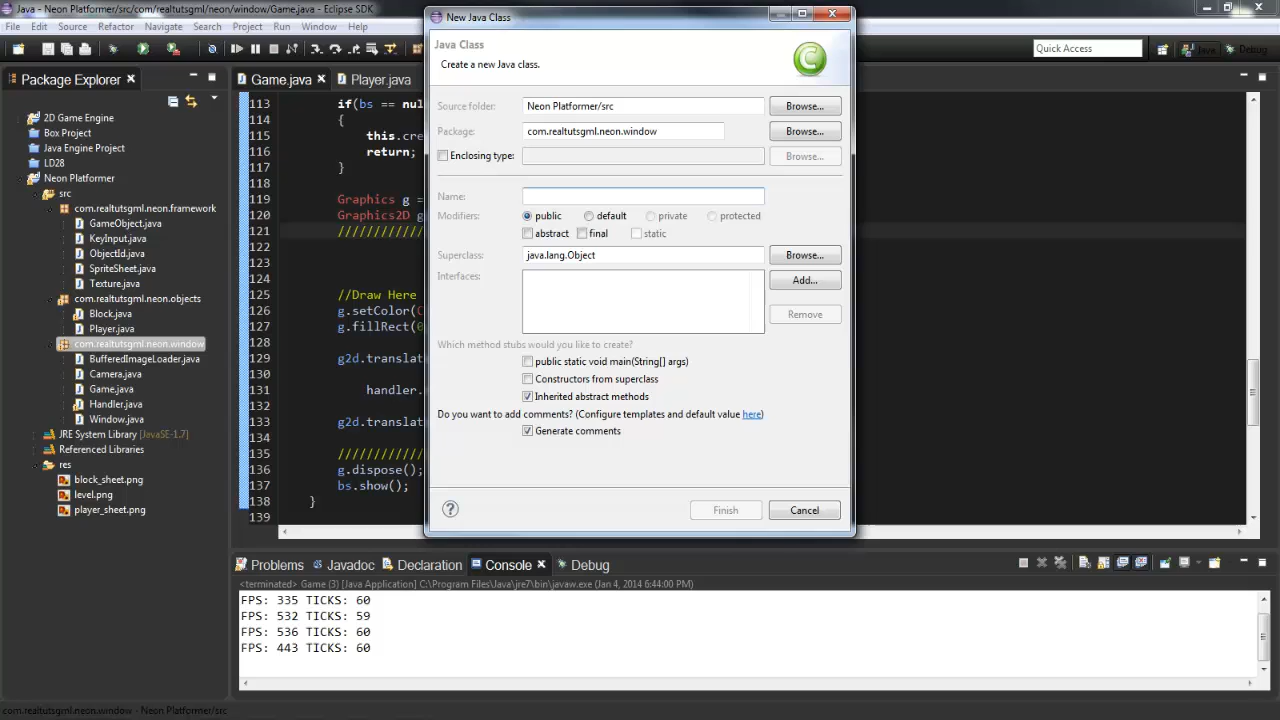 Java - Neon Platformer/src/com/realtutsgml/neon/window/Game.java - Eclipse SDK
File Edit Source Refactor Navigate Search Project Run Window Help
Quick Access
Java
Debug
Package Explorer
2D Game Engine
Box Project
Java Engine Project
LD28
Neon Platformer
src
com.realtutsgml.neon.framework
GameObject.java
KeyInput.java
ObjectId.java
SpriteSheet.java
Texture.java
com.realtutsgml.neon.objects
Block.java
Player.java
com.realtutsgml.neon.window
BufferedImageLoader.java
Camera.java
Game.java
Handler.java
Window.java
JRE System Library [JavaSE-1.7]
Referenced Libraries
res
block_sheet.png
level.png
player_sheet.png
Game.java Player.java
113 if(bs == nul
114 {
115 this.cre
116 return;
117 }
118
119 Graphics g =
120 Graphics2D g
121 ////////////
122
123
124
125 //Draw Here
126 g.setColor(C
127 g.fillRect(0
128
129 g2d.translat
130
131 handler.
132
133 g2d.translat
134
135 ////////////
136 g.dispose();
137 bs.show();
138 }
139
New Java Class
Java Class
Create a new Java class.
Source folder: Neon Platformer/src Browse...
Package: com.realtutsgml.neon.window Browse...
Enclosing type: Browse...
Name:
Modifiers: public default private protected
abstract final static
Superclass: java.lang.Object Browse...
Interfaces: Add...
Remove
Which method stubs would you like to create?
public static void main(String[] args)
Constructors from superclass
Inherited abstract methods
Do you want to add comments? (Configure templates and default value here)
Generate comments
Finish Cancel
Problems Javadoc Declaration Console Debug
<terminated> Game (3) [Java Application] C:\Program Files\Java\jre7\bin\javaw.exe (Jan 4, 2014 6:44:00 PM)
FPS: 335 TICKS: 60
FPS: 532 TICKS: 59
FPS: 536 TICKS: 60
FPS: 443 TICKS: 60
com.realtutsgml.neon.window - Neon Platformer/src